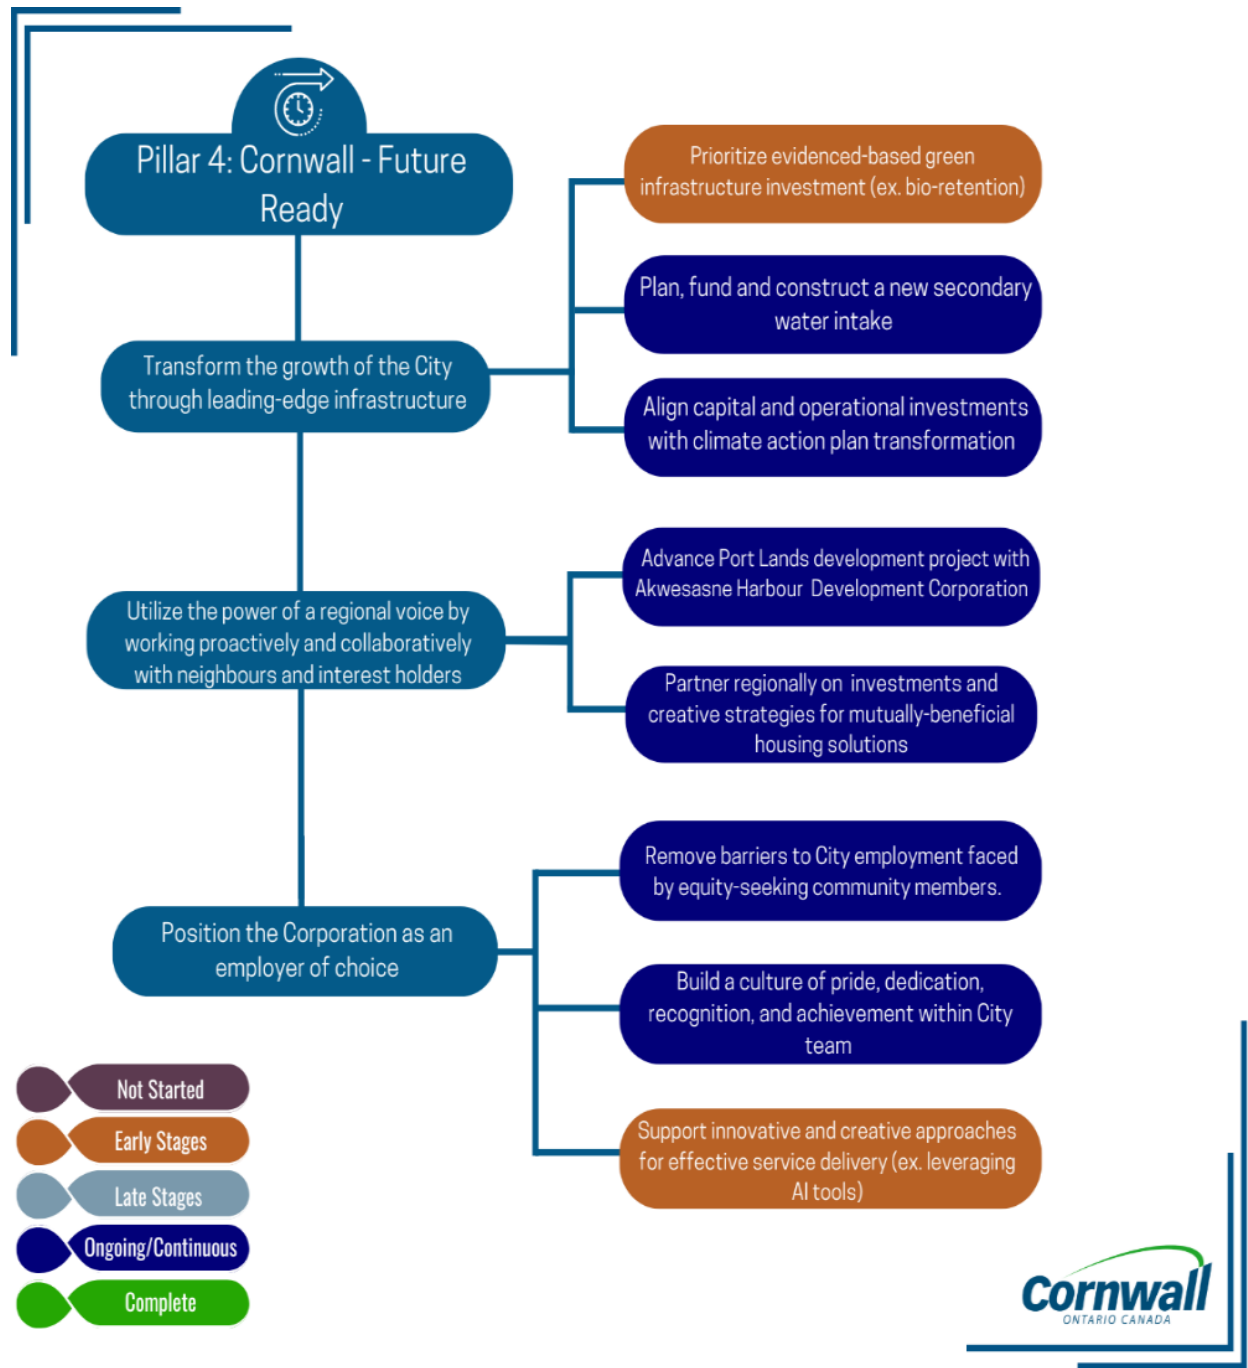 Pillar 4: Cornwall - Future
Ready
Prioritize evidenced-based green
infrastructure investment (ex. bio-retention)
Plan, fund and construct a new secondary
water intake
Transform the growth of the City
through leading-edge infrastructure
Align capital and operational investments
with climate action plan transformation
Advance Port Lands development project with
Akwesasne Harbour Development Corporation
Utilize the power of a regional voice by
working proactively and collaboratively
with neighbours and interest holders
Partner regionally on investments and
creative strategies for mutually-beneficial
housing solutions
Remove barriers to City employment faced
by equity-seeking community members.
Position the Corporation as an
employer of choice
Build a culture of pride, dedication,
recognition, and achievement within City
team
Support innovative and creative approaches
for effective service delivery (ex. leveraging
AI tools)
Not Started
Early Stages
Late Stages
Ongoing/Continuous
Complete
Cornwall
ONTARIO CANADA